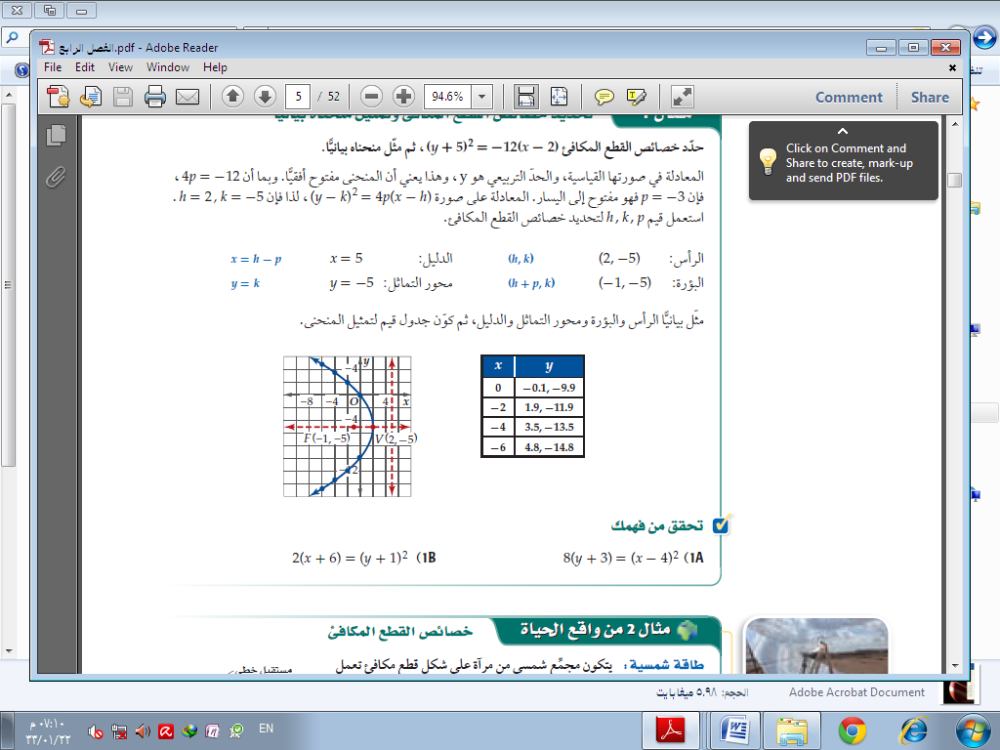 الفصل الرابع.pdf - Adobe Reader
File Edit View Window Help
5 / 52 94.6% Comment Share
Click on Comment and
Share to create, mark-up
and send PDF files.
حدّد خصائص القطع المكافئ (y + 5)² = −12(x − 2) ، ثم مثّل منحناه بيانيًّا.
المعادلة في صورتها القياسية، والحدّ التربيعي هو y، وهذا يعني أن المنحنى مفتوح أفقيًّا. وبما أن 4p = −12 ،
فإن p = −3 فهو مفتوح إلى اليسار. المعادلة على صورة (y − k)² = 4p(x − h) ، لذا فإن h = 2 , k = −5 .
استعمل قيم h , k , p لتحديد خصائص القطع المكافئ.
الرأس: (2, −5) (h, k) الدليل: x = 5 x = h − p
البؤرة: (−1, −5) (h + p, k) محور التماثل: y = −5 y = k
مثّل بيانيًّا الرأس والبؤرة ومحور التماثل والدليل، ثم كوّن جدول قيم لتمثيل المنحنى.
x y
0 −0.1, −9.9
−2 1.9, −11.9
−4 3.5, −13.5
−6 4.8, −14.8
−4 y
−8 −4 O 4 x
−4
F(−1, −5) V(2, −5)
−12
تحقق من فهمك
1A) 8(y + 3) = (x − 4)²
1B) 2(x + 6) = (y + 1)²
مثال 2 من واقع الحياة خصائص القطع المكافئ
طاقة شمسية: يتكون مجمِّع شمسي من مرآة على شكل قطع مكافئ تعمل
مستقبل خطي
Adobe Acrobat Document الحجم: ٥,٩٨ ميغابايت
EN
٠٧:١٠ م
٣٣/٠١/٢٣